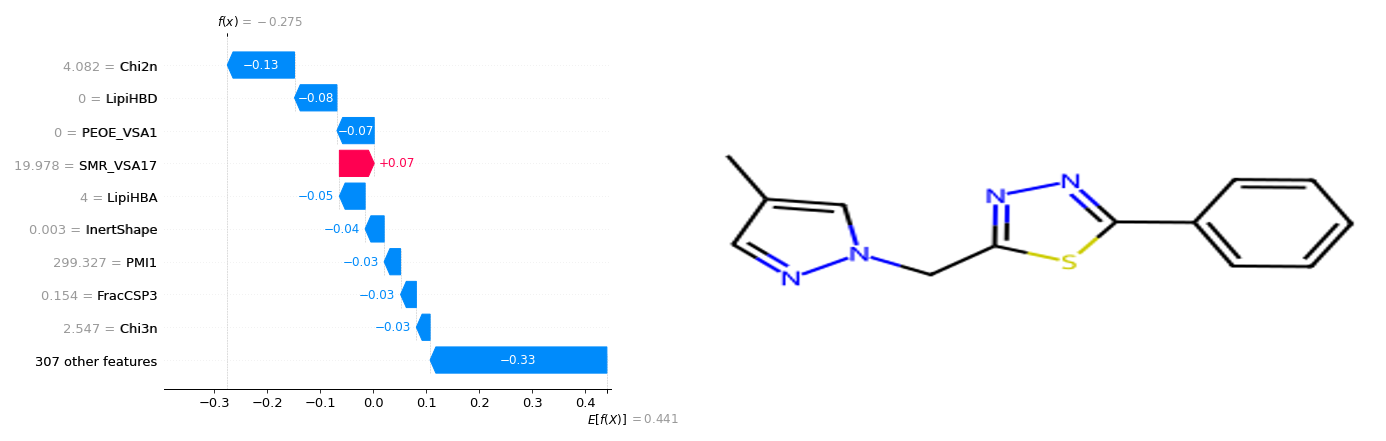 f(x) = −0.275
4.082 = Chi2n
−0.13
0 = LipiHBD
−0.08
0 = PEOE_VSA1
−0.07
19.978 = SMR_VSA17
+0.07
4 = LipiHBA
−0.05
0.003 = InertShape
−0.04
299.327 = PMI1
−0.03
0.154 = FracCSP3
−0.03
2.547 = Chi3n
−0.03
307 other features
−0.33
−0.3 −0.2 −0.1 0.0 0.1 0.2 0.3 0.4
E[f(X)] = 0.441
N
N
N
N
S